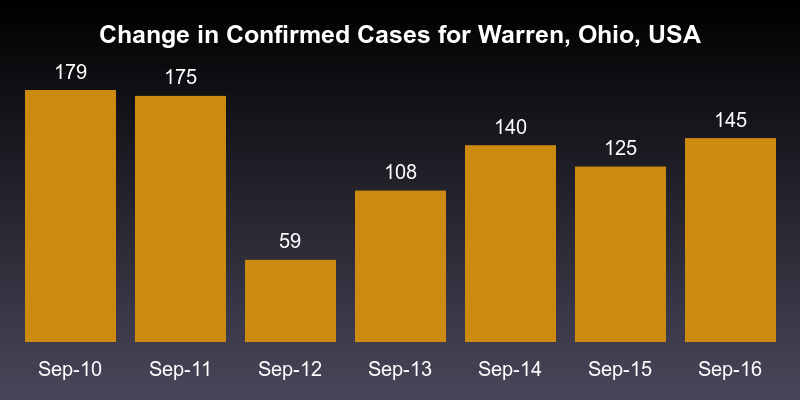 Change in Confirmed Cases for Warren, Ohio, USA
179
175
59
108
140
125
145
Sep-10
Sep-11
Sep-12
Sep-13
Sep-14
Sep-15
Sep-16